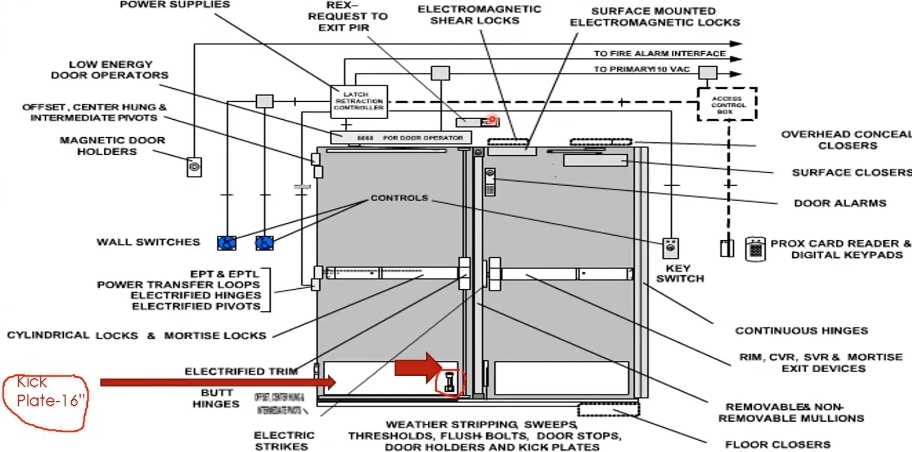 POWER SUPPLIES
REX–
REQUEST TO
EXIT PIR
ELECTROMAGNETIC
SHEAR LOCKS
SURFACE MOUNTED
ELECTROMAGNETIC LOCKS
TO FIRE ALARM INTERFACE
TO PRIMARY110 VAC
LOW ENERGY
DOOR OPERATORS
LATCH
RETRACTION
CONTROLLER
ACCESS
CONTROL
BOX
OFFSET, CENTER HUNG &
INTERMEDIATE PIVOTS
POR DOOR OPERATOR
MAGNETIC DOOR
HOLDERS
OVERHEAD CONCEAL
CLOSERS
SURFACE CLOSERS
CONTROLS
DOOR ALARMS
WALL SWITCHES
KEY
SWITCH
PROX CARD READER &
DIGITAL KEYPADS
EPT & EPTL
POWER TRANSFER LOOPS
ELECTRIFIED HINGES
ELECTRIFIED PIVOTS
CYLINDRICAL LOCKS & MORTISE LOCKS
CONTINUOUS HINGES
RIM, CVR, SVR & MORTISE
EXIT DEVICES
ELECTRIFIED TRIM
Kick
Plate-16"
BUTT
HINGES
OFFSET, CENTER HUNG &
INTERMEDIATE PIVOTS
REMOVABLE& NON-
REMOVABLE MULLIONS
ELECTRIC
STRIKES
WEATHER STRIPPING, SWEEPS,
THRESHOLDS, FLUSH BOLTS, DOOR STOPS,
DOOR HOLDERS AND KICK PLATES
FLOOR CLOSERS